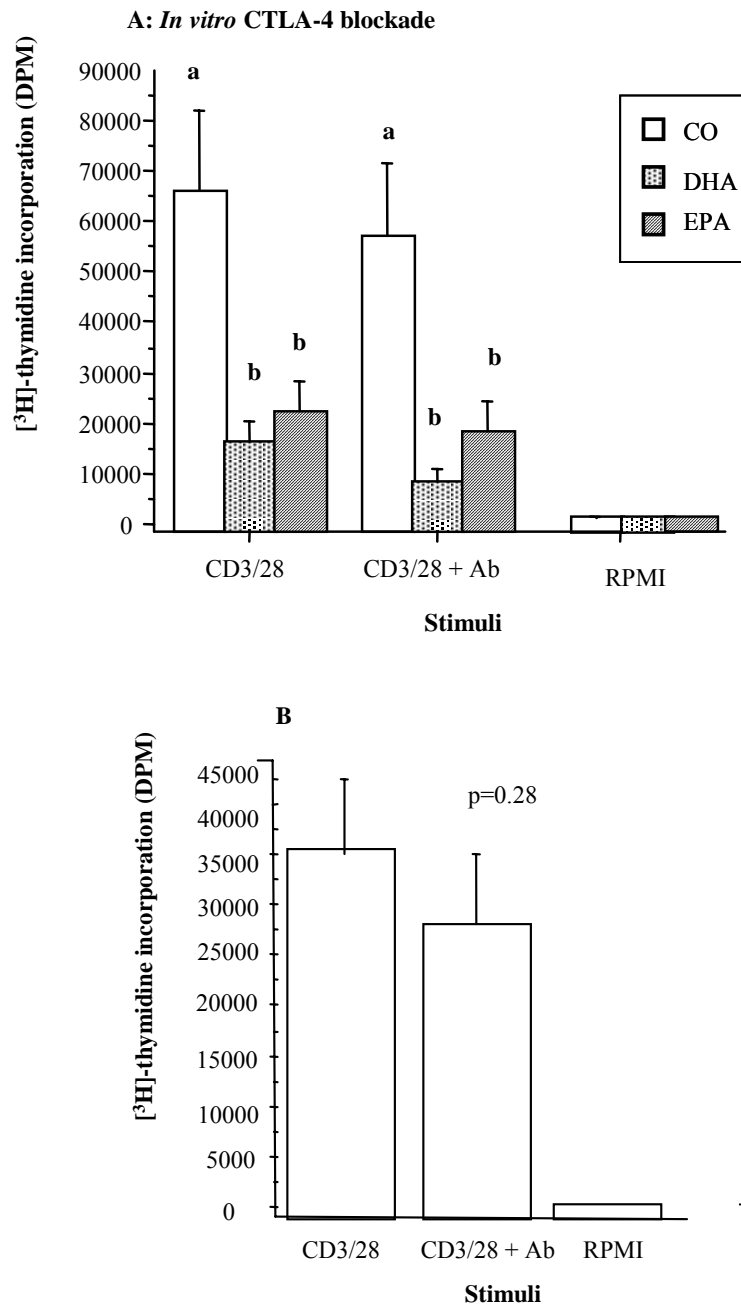 A: In vitro CTLA-4 blockade
[³H]-thymidine incorporation (DPM)
90000
80000
70000
60000
50000
40000
30000
20000
10000
0
a
b
b
a
b
b
CO
DHA
EPA
CD3/28
CD3/28 + Ab
RPMI
Stimuli
B
[³H]-thymidine incorporation (DPM)
45000
40000
35000
30000
25000
20000
15000
10000
5000
0
p=0.28
CD3/28
CD3/28 + Ab
RPMI
Stimuli